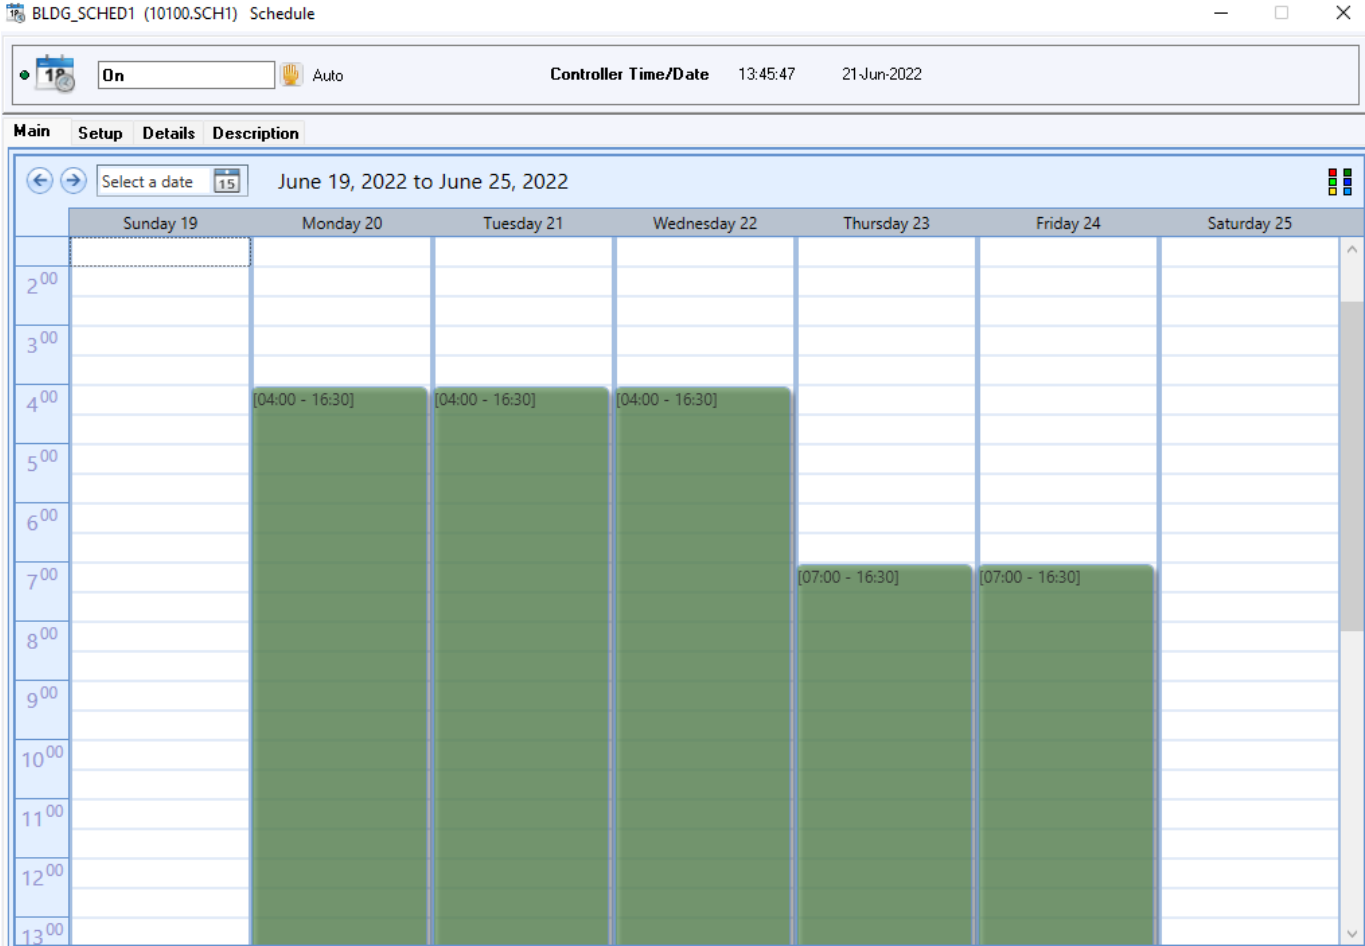 BLDG_SCHED1 (10100.SCH1) Schedule
18
On Auto Controller Time/Date 13:45:47 21-Jun-2022
Main Setup Details Description
Select a date 15 June 19, 2022 to June 25, 2022
Sunday 19 Monday 20 Tuesday 21 Wednesday 22 Thursday 23 Friday 24 Saturday 25
2 00
3 00
4 00 [04:00 - 16:30] [04:00 - 16:30] [04:00 - 16:30]
5 00
6 00
7 00 [07:00 - 16:30] [07:00 - 16:30]
8 00
9 00
10 00
11 00
12 00
13 00